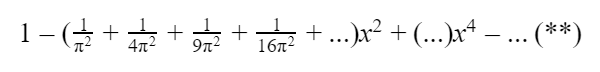 1 – (1/π² + 1/4π² + 1/9π² + 1/16π² + ...)x² + (...)x⁴ – ... (**)